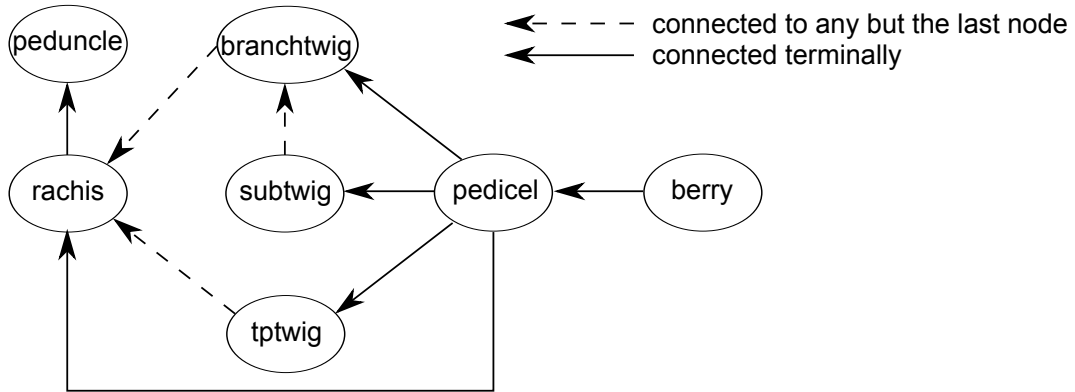 peduncle
branchtwig
connected to any but the last node
connected terminally
rachis
subtwig
pedicel
berry
tptwig